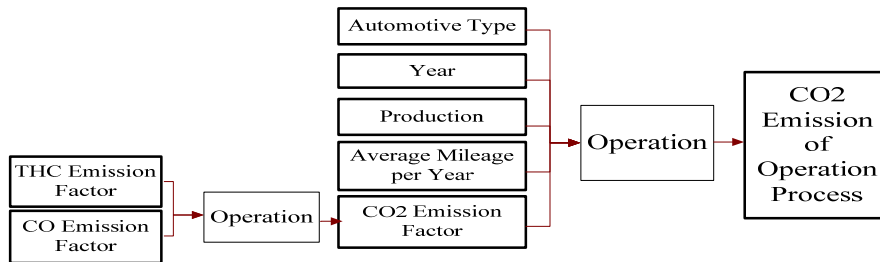 THC Emission
Factor
CO Emission
Factor
Operation
Automotive Type
Year
Production
Average Mileage
per Year
CO2 Emission
Factor
Operation
CO2
Emission
of
Operation
Process